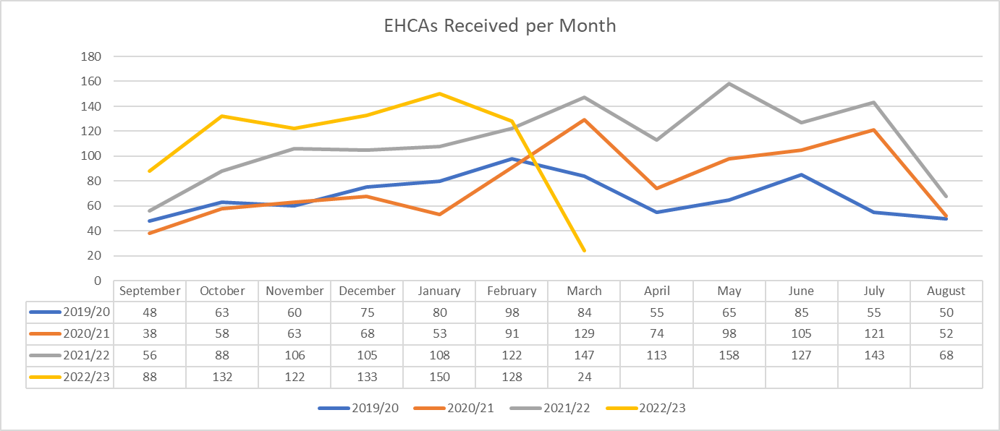 EHCAs Received per Month
180
160
140
120
100
80
60
40
20
0
September October November December January February March April May June July August
2019/20 48 63 60 75 80 98 84 55 65 85 55 50
2020/21 38 58 63 68 53 91 129 74 98 105 121 52
2021/22 56 88 106 105 108 122 147 113 158 127 143 68
2022/23 88 132 122 133 150 128 24
2019/20 2020/21 2021/22 2022/23